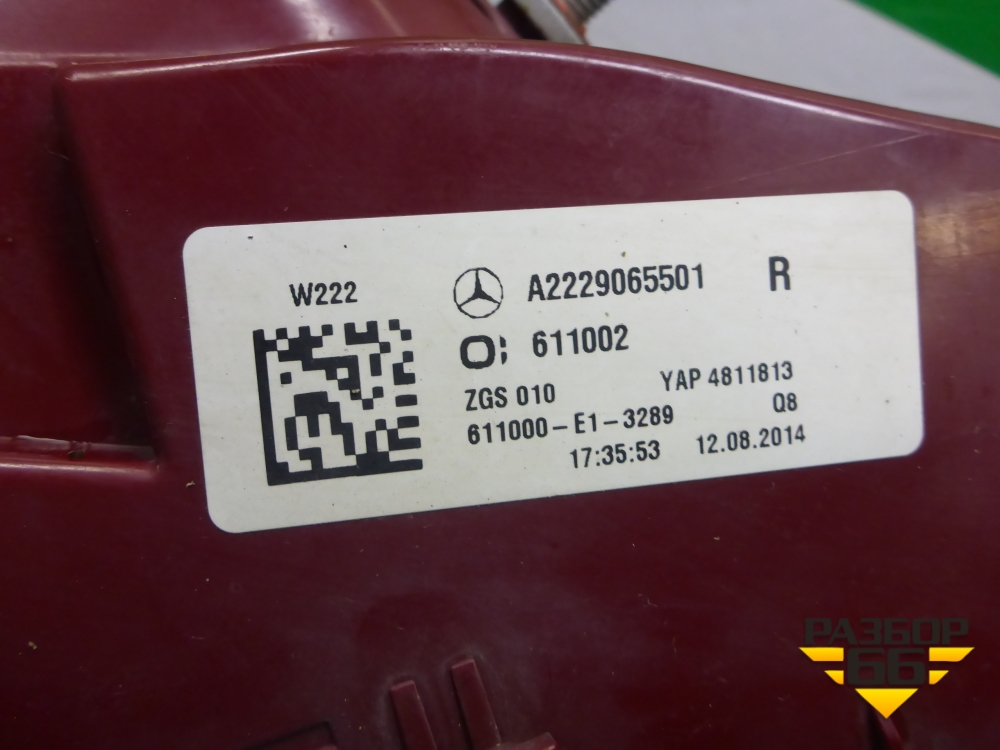 W222
A2229065501 R
611002
ZGS 010 YAP 4811813
611000-E1-3289 Q8
17:35:53 12.08.2014
РАЗБОР
66